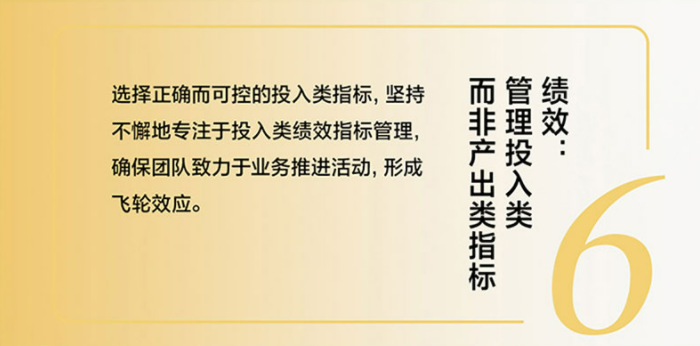 绩效：
管理投入类
而非产出类指标
选择正确而可控的投入类指标，坚持
不懈地专注于投入类绩效指标管理，
确保团队致力于业务推进活动，形成
飞轮效应。
6